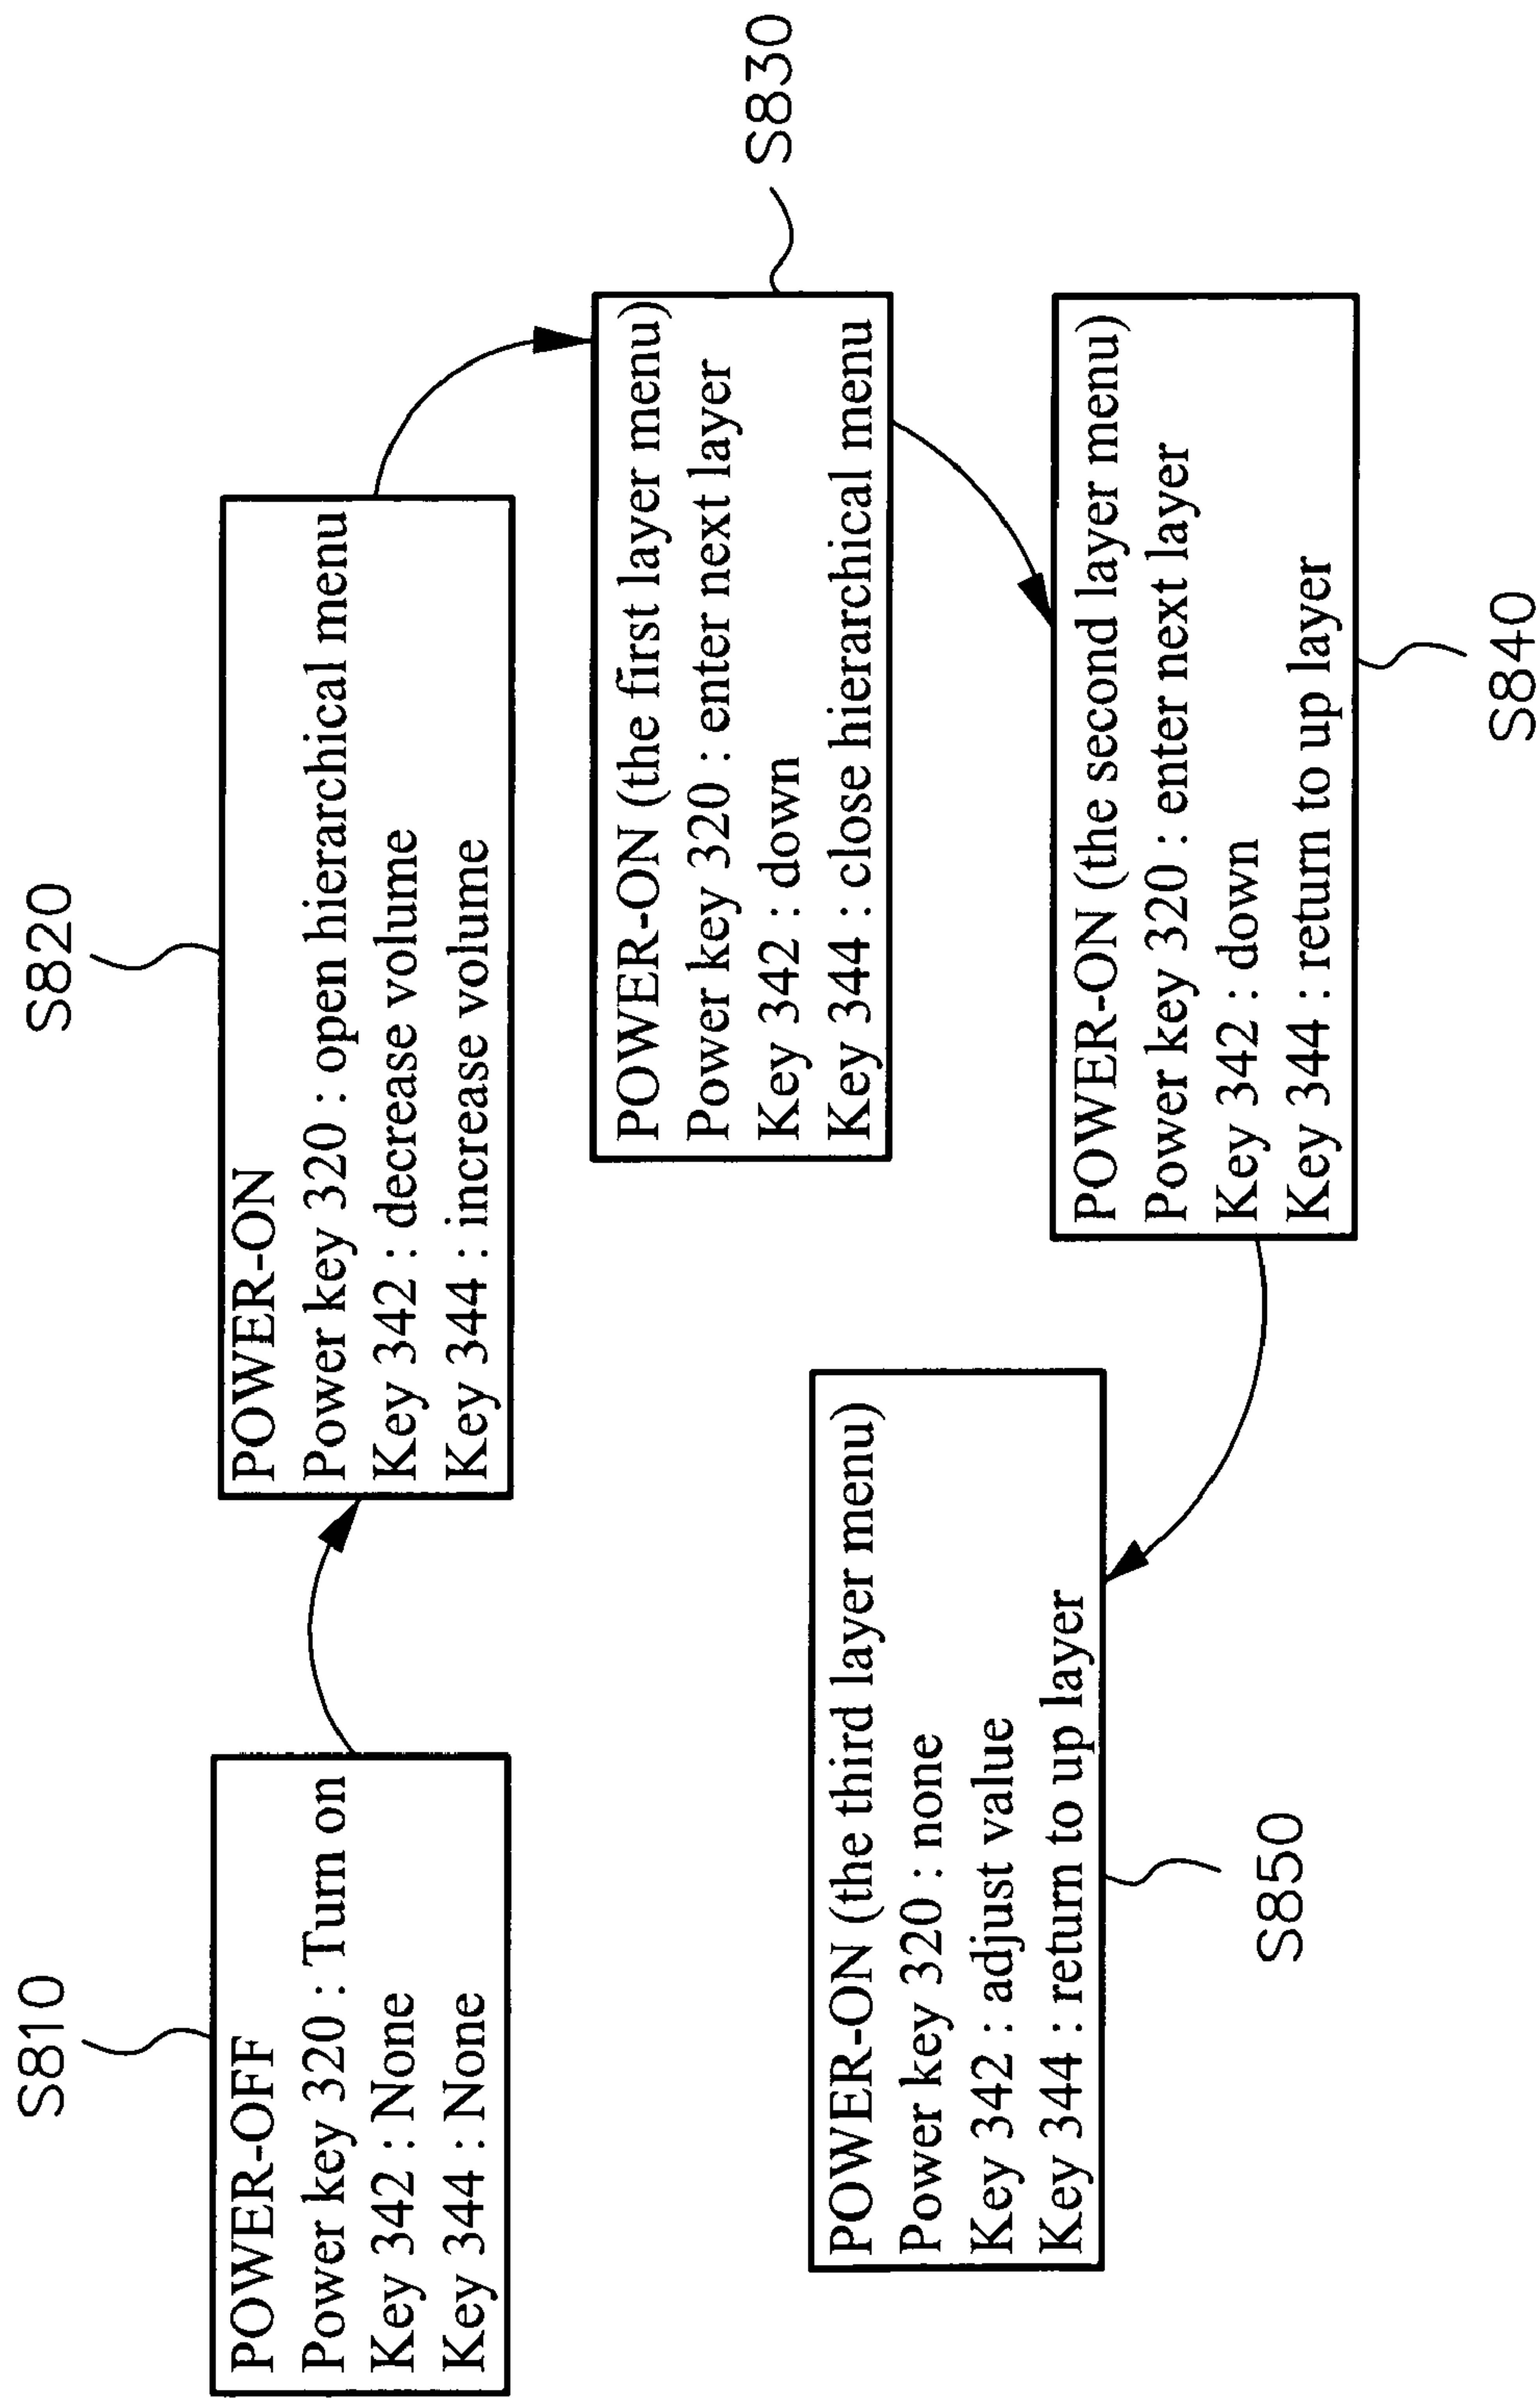 S810
POWER-OFF
Power key 320 : Turn on
Key 342 : None
Key 344 : None
S820
POWER-ON
Power key 320 : open hierarchical menu
Key 342 : decrease volume
Key 344 : increase volume
S830
POWER-ON (the first layer menu)
Power key 320 : enter next layer
Key 342 : down
Key 344 : close hierarchical menu
S840
POWER-ON (the second layer menu)
Power key 320 : enter next layer
Key 342 : down
Key 344 : return to up layer
S850
POWER-ON (the third layer menu)
Power key 320 : none
Key 342 : adjust value
Key 344 : return to up layer